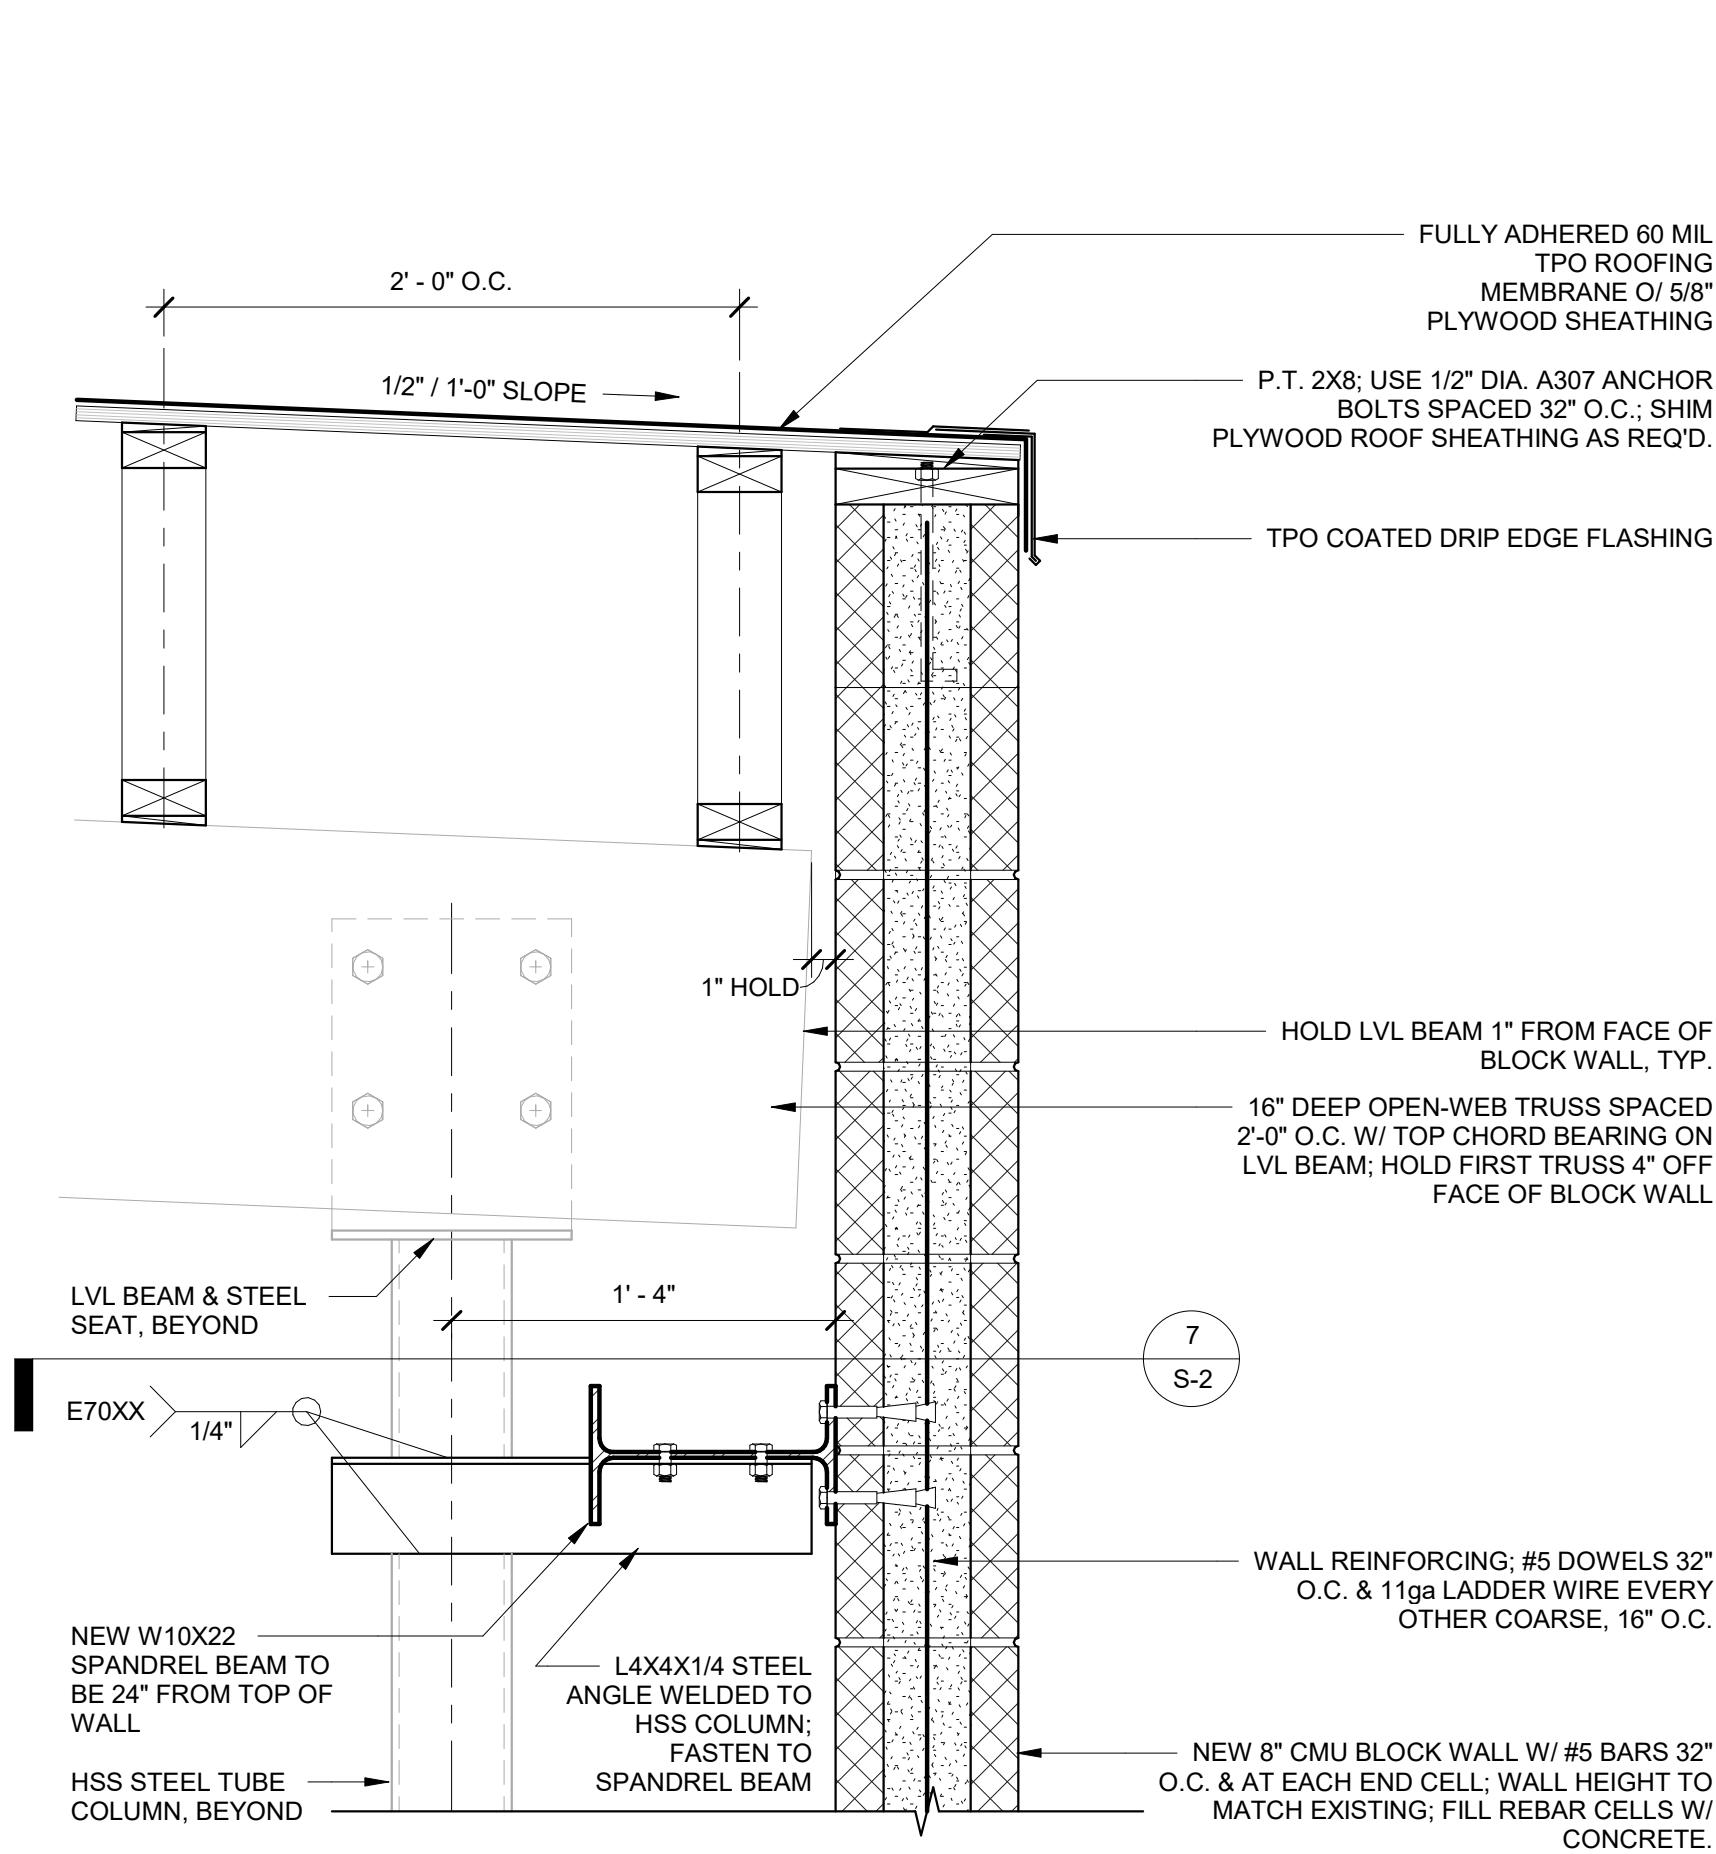 FULLY ADHERED 60 MIL
TPO ROOFING
MEMBRANE O/ 5/8"
PLYWOOD SHEATHING
2' - 0" O.C.
1/2" / 1'-0" SLOPE
P.T. 2X8; USE 1/2" DIA. A307 ANCHOR
BOLTS SPACED 32" O.C.; SHIM
PLYWOOD ROOF SHEATHING AS REQ'D.
TPO COATED DRIP EDGE FLASHING
1" HOLD
HOLD LVL BEAM 1" FROM FACE OF
BLOCK WALL, TYP.
16" DEEP OPEN-WEB TRUSS SPACED
2'-0" O.C. W/ TOP CHORD BEARING ON
LVL BEAM; HOLD FIRST TRUSS 4" OFF
FACE OF BLOCK WALL
LVL BEAM & STEEL
SEAT, BEYOND
1' - 4"
7
S-2
E70XX
1/4"
WALL REINFORCING; #5 DOWELS 32"
O.C. & 11ga LADDER WIRE EVERY
OTHER COARSE, 16" O.C.
NEW W10X22
SPANDREL BEAM TO
BE 24" FROM TOP OF
WALL
L4X4X1/4 STEEL
ANGLE WELDED TO
HSS COLUMN;
FASTEN TO
SPANDREL BEAM
HSS STEEL TUBE
COLUMN, BEYOND
NEW 8" CMU BLOCK WALL W/ #5 BARS 32"
O.C. & AT EACH END CELL; WALL HEIGHT TO
MATCH EXISTING; FILL REBAR CELLS W/
CONCRETE.